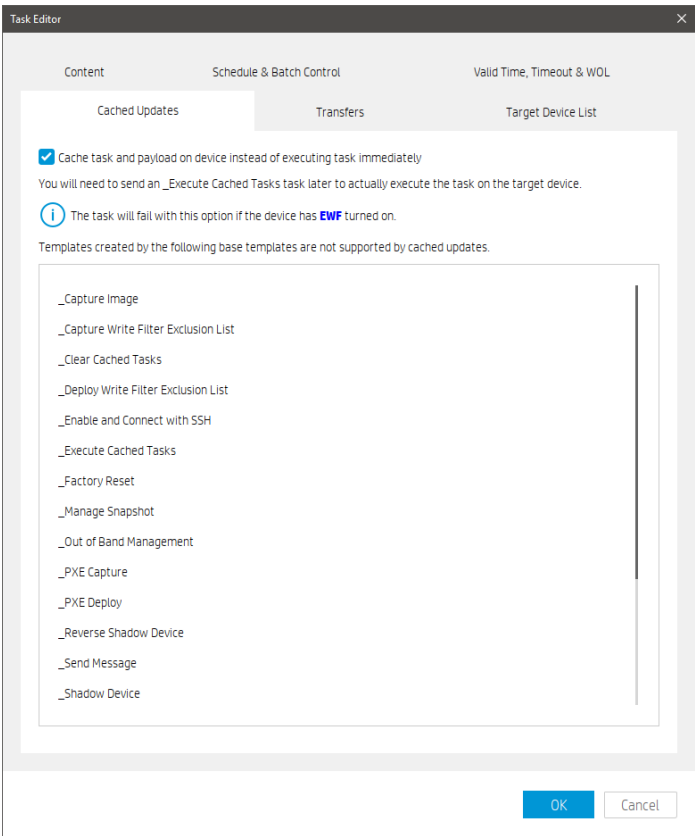 Task Editor
Content
Schedule & Batch Control
Valid Time, Timeout & WOL
Cached Updates
Transfers
Target Device List
Cache task and payload on device instead of executing task immediately
You will need to send an _Execute Cached Tasks task later to actually execute the task on the target device.
The task will fail with this option if the device has EWF turned on.
Templates created by the following base templates are not supported by cached updates.
_Capture Image
_Capture Write Filter Exclusion List
_Clear Cached Tasks
_Deploy Write Filter Exclusion List
_Enable and Connect with SSH
_Execute Cached Tasks
_Factory Reset
_Manage Snapshot
_Out of Band Management
_PXE Capture
_PXE Deploy
_Reverse Shadow Device
_Send Message
_Shadow Device
OK
Cancel